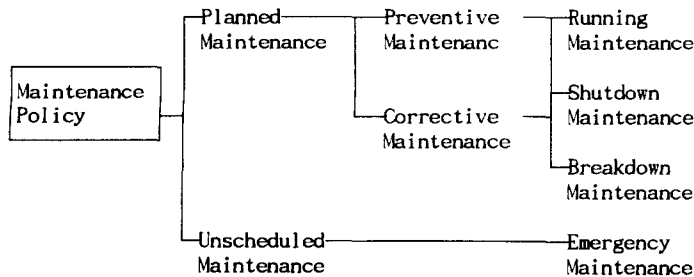 Planned
Maintenance
Preventive
Maintenanc
Running
Maintenance
Maintenance
Policy
Corrective
Maintenance
Shutdown
Maintenance
Breakdown
Maintenance
Unscheduled
Maintenance
Emergency
Maintenance